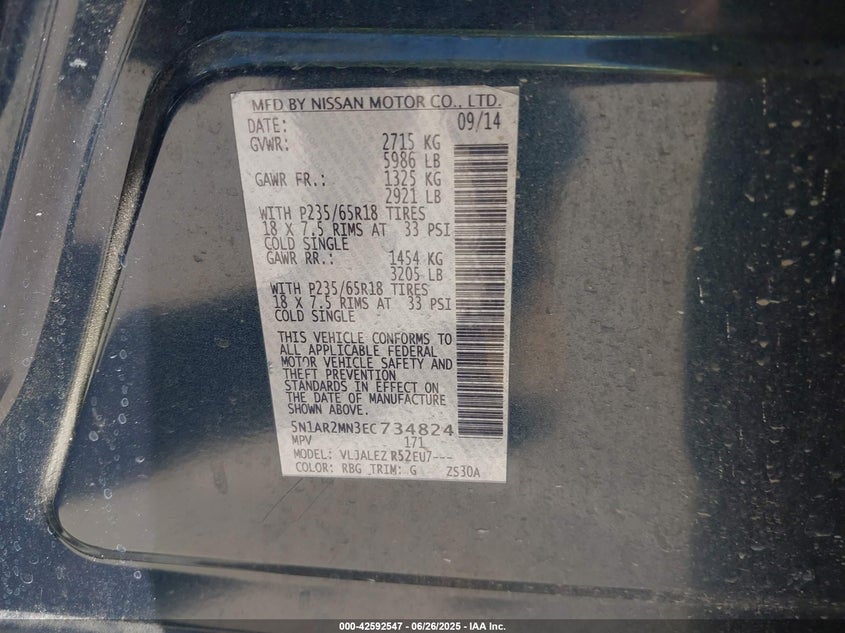 MFD BY NISSAN MOTOR CO., LTD.
DATE: 09/14
GVWR: 2715 KG
5986 LB
GAWR FR.: 1325 KG
2921 LB
WITH P235/65R18 TIRES
18 X 7.5 RIMS AT 33 PSI
COLD SINGLE
GAWR RR.: 1454 KG
3205 LB
WITH P235/65R18 TIRES
18 X 7.5 RIMS AT 33 PSI
COLD SINGLE
THIS VEHICLE CONFORMS TO
ALL APPLICABLE FEDERAL
MOTOR VEHICLE SAFETY AND
THEFT PREVENTION
STANDARDS IN EFFECT ON
THE DATE OF MANUFACTURE
SHOWN ABOVE.
5N1AR2MN3EC734824
MPV 171
MODEL: VLJALEZ R52EU7---
COLOR: RBG TRIM: G ZS30A
000-42592547 | 06/26/2025 - IAA Inc.